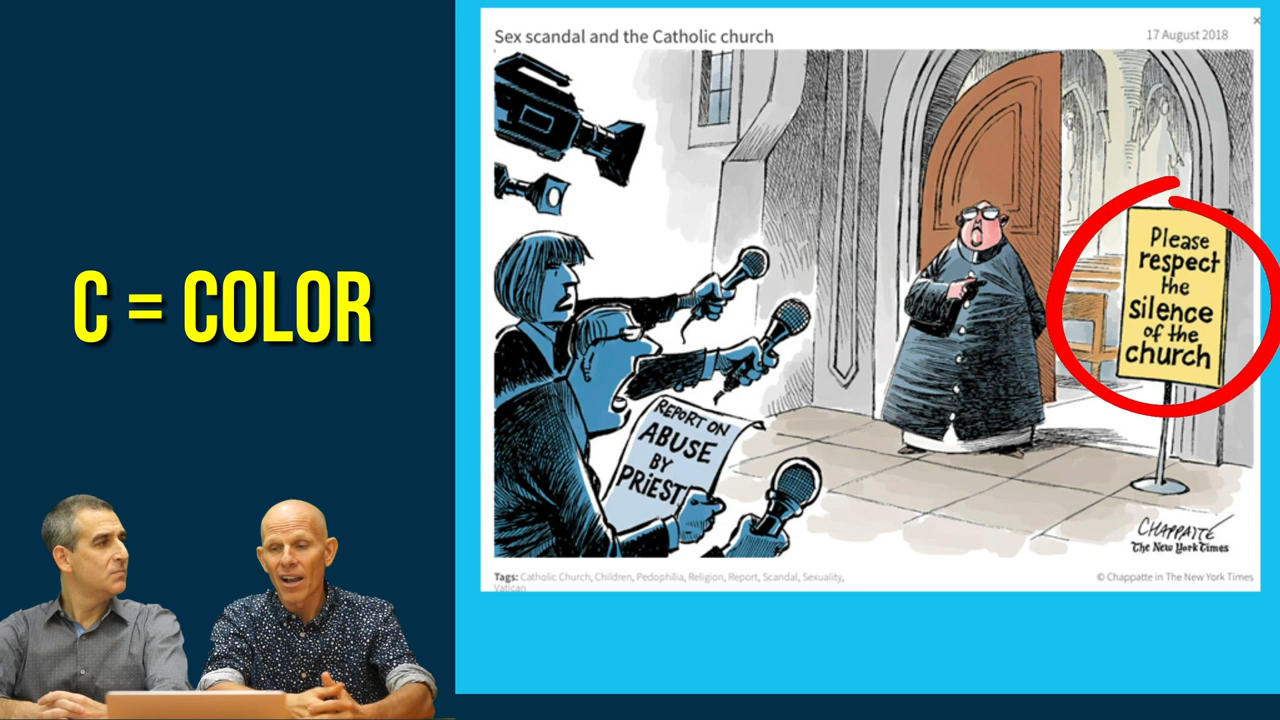 C = COLOR
Sex scandal and the Catholic church
17 August 2018
Please
respect
the
silence
of the
church
REPORT ON
ABUSE
BY
PRIEST
CHAPPATTE
The New York Times
Tags: Catholic Church, Children, Pedophilia, Religion, Report, Scandal, Sexuality,
Vatican
© Chappatte in The New York Times